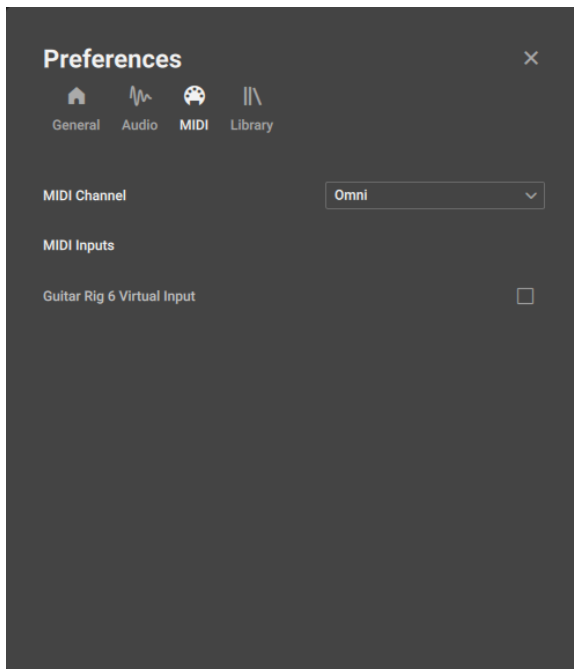 Preferences
General Audio MIDI Library
MIDI Channel Omni
MIDI Inputs
Guitar Rig 6 Virtual Input